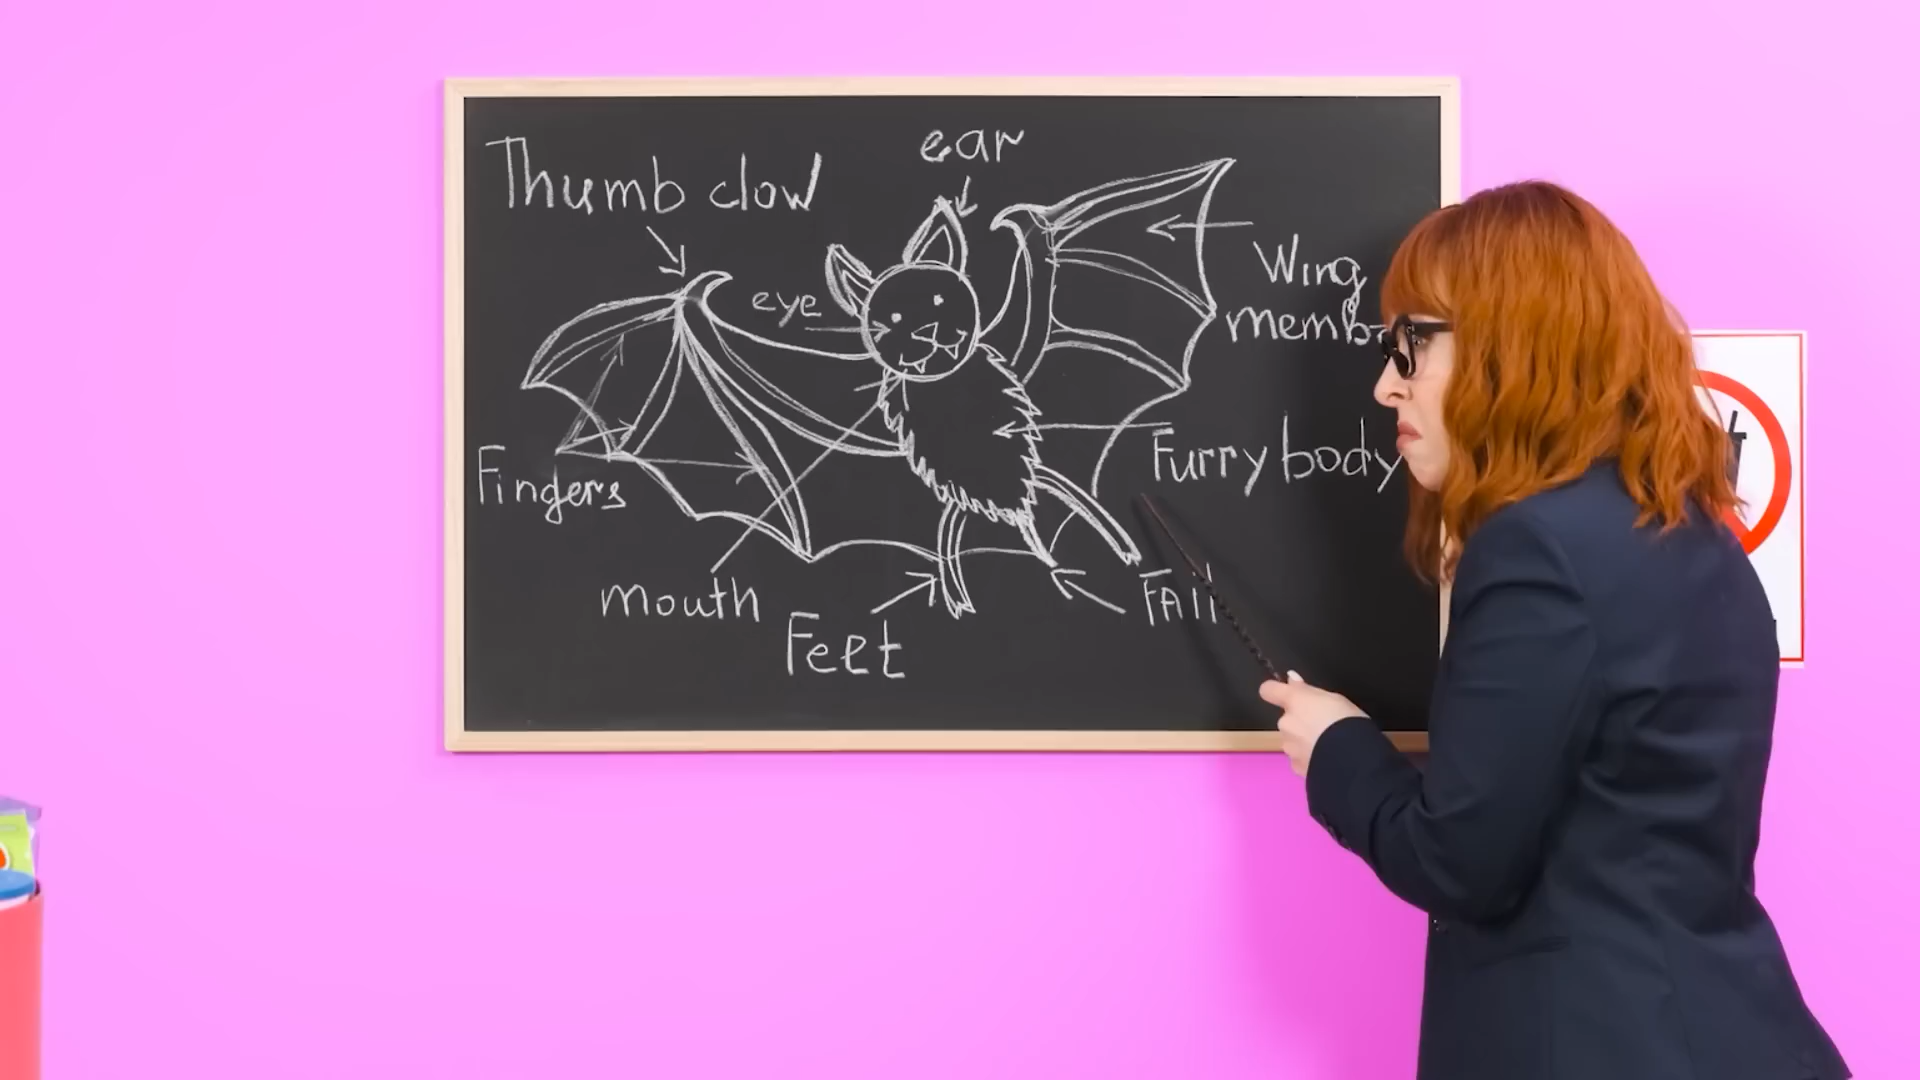 ear
Thumb clow
eye
Wing
memb
Furry body
Fingers
mouth
Feet
FAIL